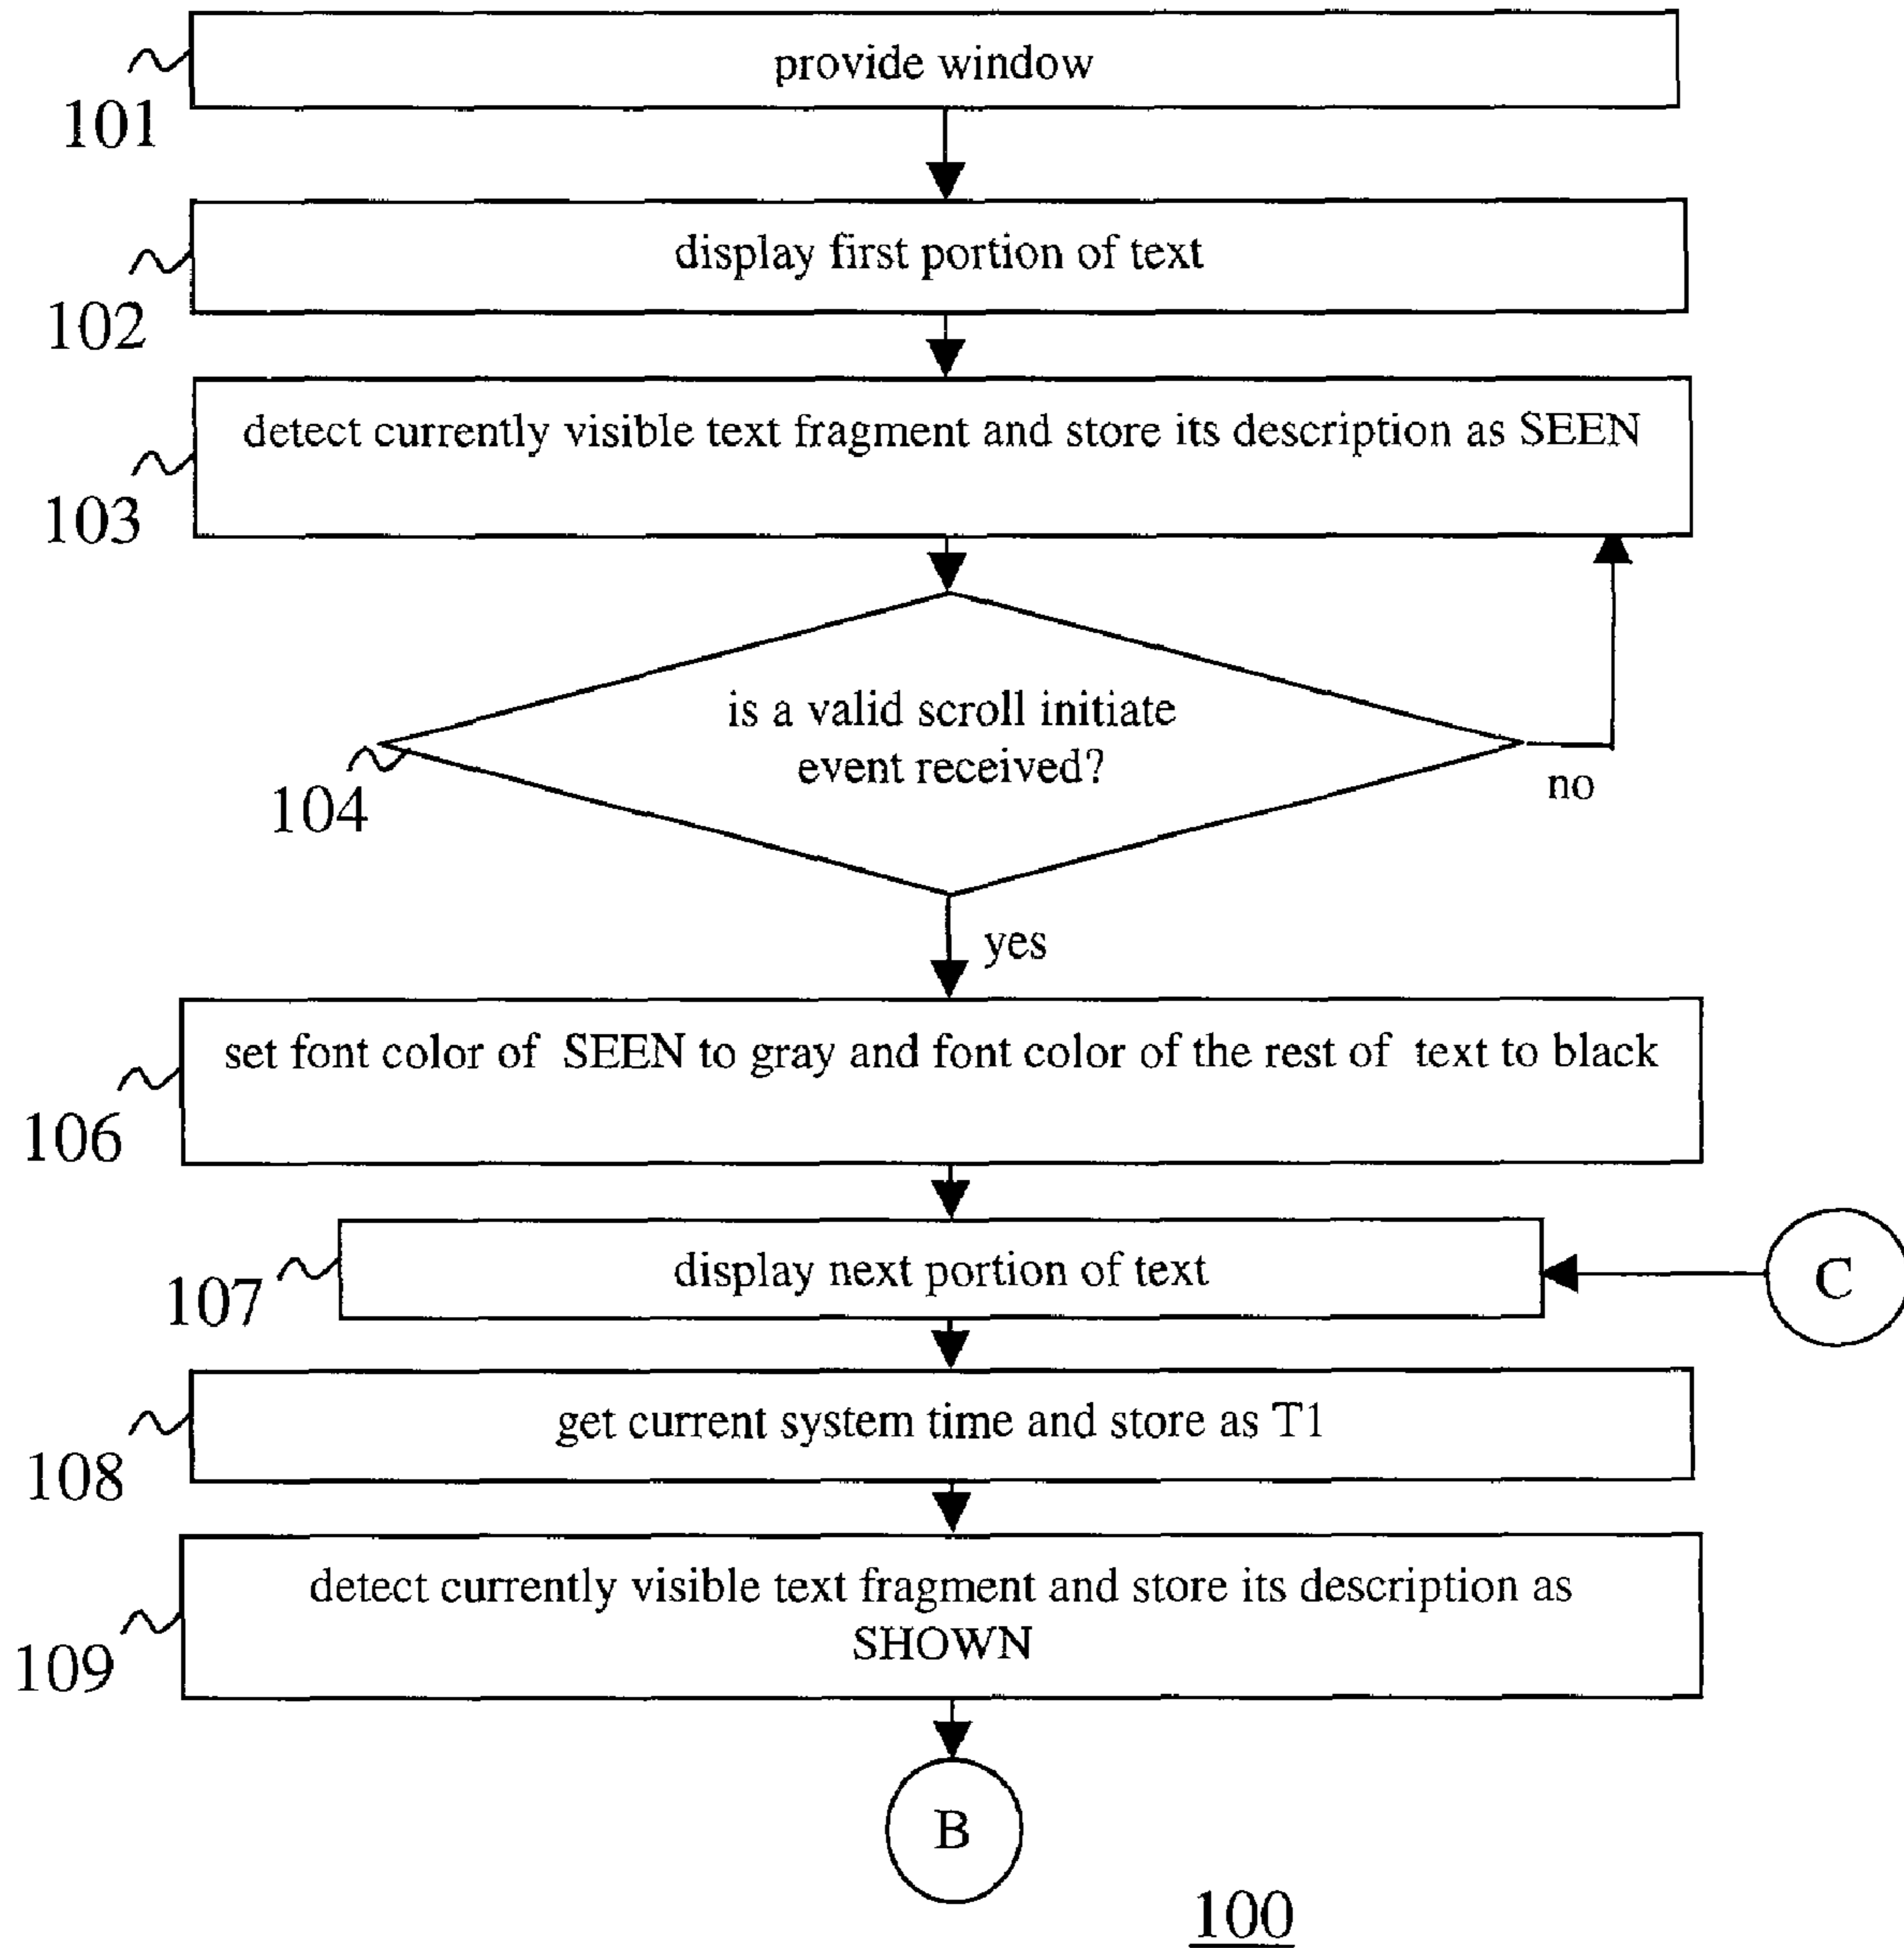 provide window
101
display first portion of text
102
detect currently visible text fragment and store its description as SEEN
103
is a valid scroll initiate
event received?
104
no
yes
set font color of SEEN to gray and font color of the rest of text to black
106
display next portion of text
107
C
get current system time and store as T1
108
detect currently visible text fragment and store its description as
SHOWN
109
B
100